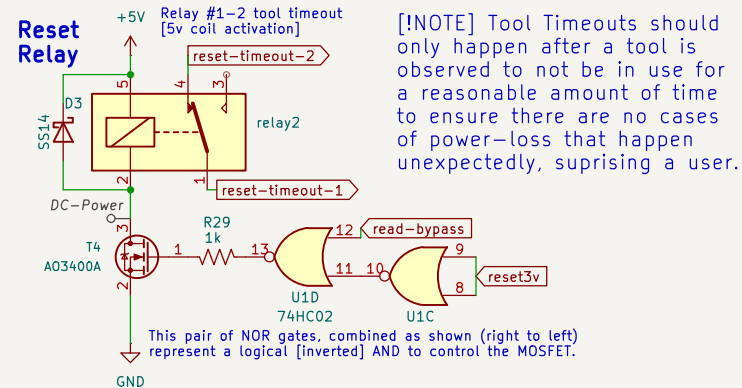 Reset
Relay
+5V
Relay #1-2 tool timeout
[5v coil activation]
reset-timeout-2
5
4
3
D3
SS14
relay2
2
1
reset-timeout-1
[!NOTE] Tool Timeouts should
only happen after a tool is
observed to not be in use for
a reasonable amount of time
to ensure there are no cases
of power-loss that happen
unexpectedly, suprising a user.
DC-Power
3
T4
AO3400A
1
2
R29
1k
13
12
read-bypass
11
10
9
8
reset3v
U1D
74HC02
U1C
This pair of NOR gates, combined as shown (right to left)
represent a logical [inverted] AND to control the MOSFET.
GND